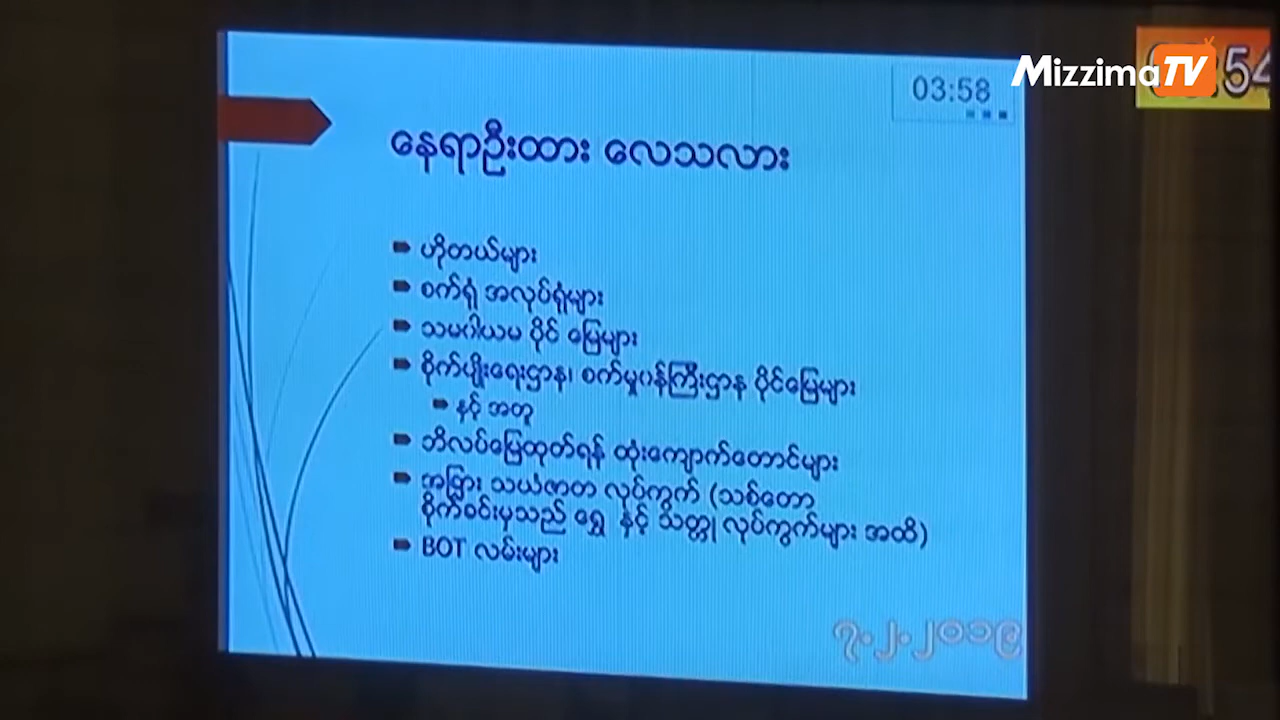 MizzimaTV
54
03:58
နေရာဦးထား လေသလား
ဟိုတယ်များ
စက်ရုံ အလုပ်ရုံများ
သမဝါယမ ပိုင် မြေများ
စိုက်ပျိုးရေးဌာန၊ စက်မှုဝန်ကြီးဌာန ပိုင်မြေများ
နှင့် အတူ
ဘိလပ်မြေထုတ်ရန် ထုံးကျောက်တောင်များ
အခြား သယံဇာတ လုပ်ကွက် (သစ်တော
စိုက်ခင်းမှသည် ရွှေ နှင့် သတ္တု လုပ်ကွက်များ အထိ)
BOT လမ်းများ
၇.၂.၂၀၁၉